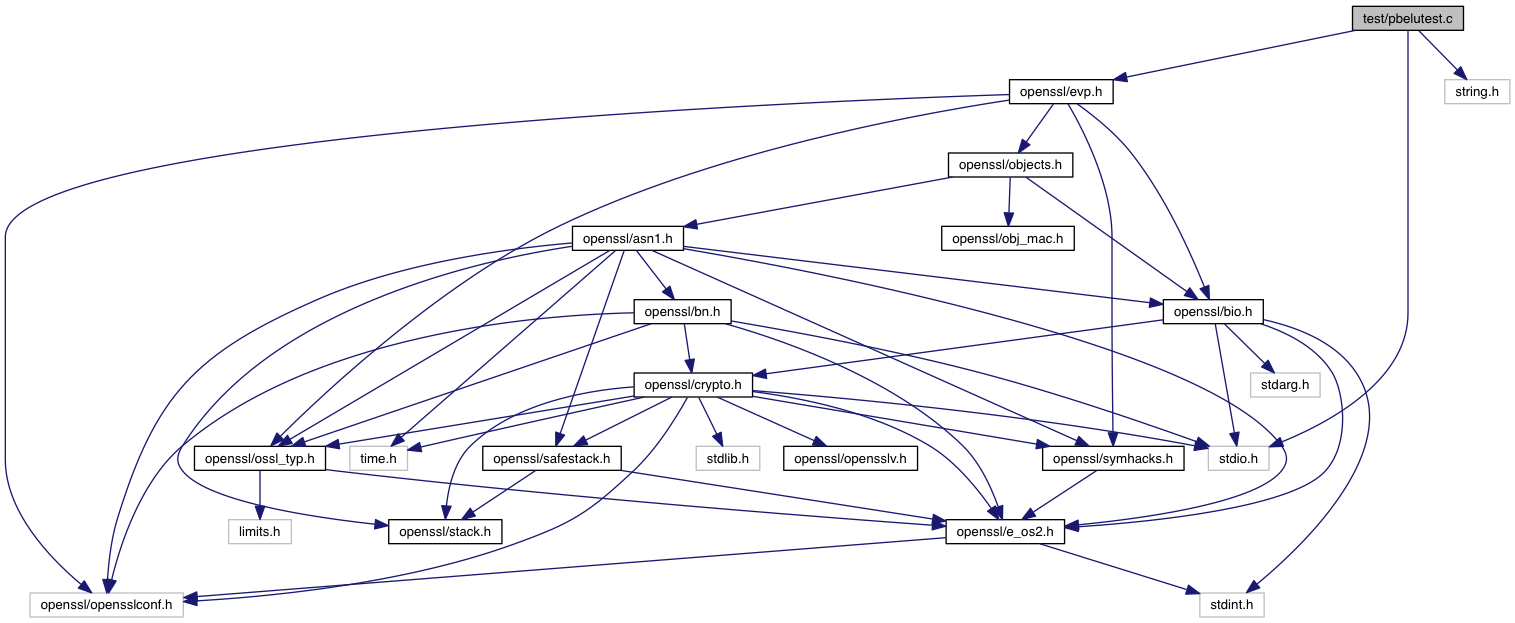 test/pbelutest.c
openssl/evp.h
string.h
openssl/objects.h
openssl/asn1.h
openssl/obj_mac.h
openssl/bn.h
openssl/bio.h
openssl/crypto.h
stdarg.h
openssl/ossl_typ.h
time.h
openssl/safestack.h
stdlib.h
openssl/opensslv.h
openssl/symhacks.h
stdio.h
limits.h
openssl/stack.h
openssl/e_os2.h
openssl/opensslconf.h
stdint.h